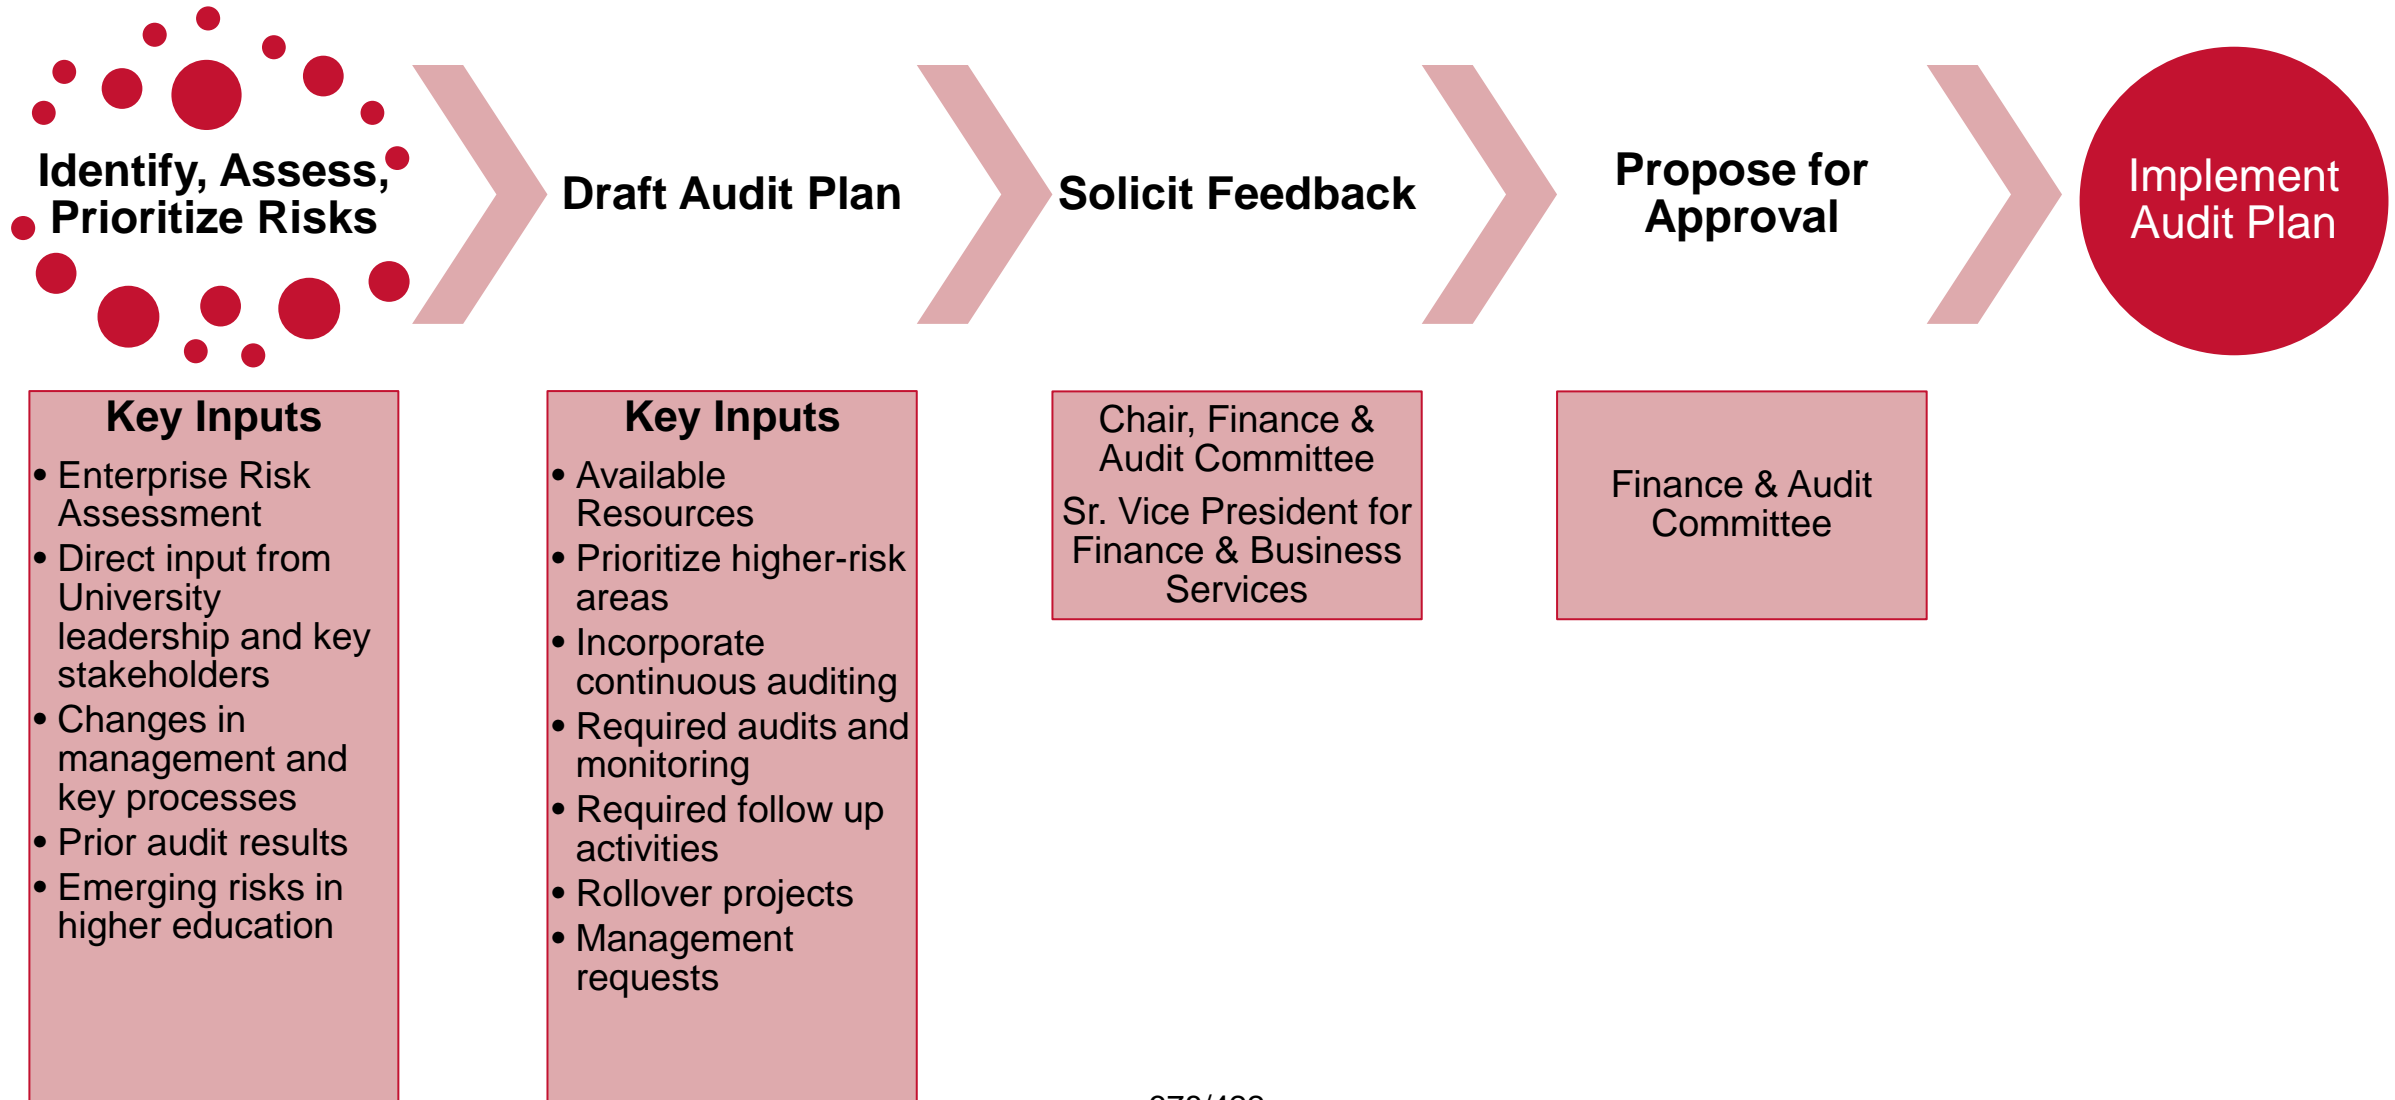 Identify, Assess,
Prioritize Risks
Draft Audit Plan
Solicit Feedback
Propose for
Approval
Implement
Audit Plan
Key Inputs
• Enterprise Risk
Assessment
• Direct input from
University
leadership and key
stakeholders
• Changes in
management and
key processes
• Prior audit results
• Emerging risks in
higher education
Key Inputs
• Available
Resources
• Prioritize higher-risk
areas
• Incorporate
continuous auditing
• Required audits and
monitoring
• Required follow up
activities
• Rollover projects
• Management
requests
Chair, Finance &
Audit Committee
Sr. Vice President for
Finance & Business
Services
Finance & Audit
Committee